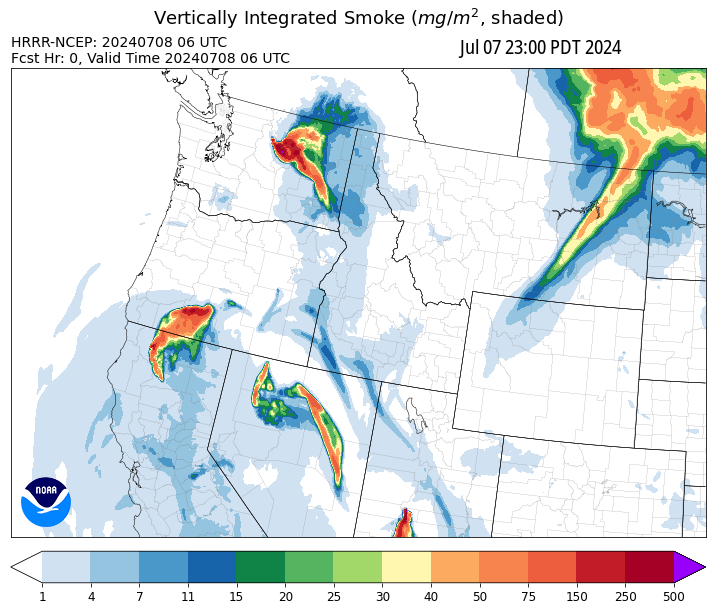 Vertically Integrated Smoke (mg/m², shaded)
HRRR-NCEP: 20240708 06 UTC
Jul 07 23:00 PDT 2024
Fcst Hr: 0, Valid Time 20240708 06 UTC
NOAA
1 4 7 11 15 20 25 30 40 50 75 150 250 500